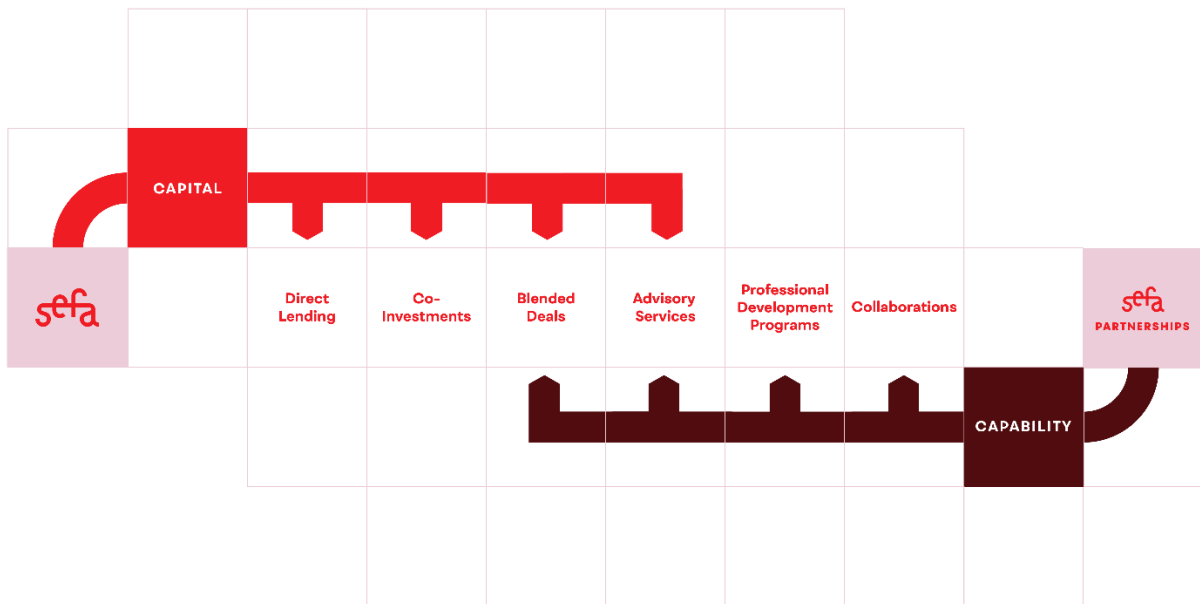 CAPITAL
sefa
Direct
Lending
Co-
Investments
Blended
Deals
Advisory
Services
Professional
Development
Programs
Collaborations
sefa
PARTNERSHIPS
CAPABILITY